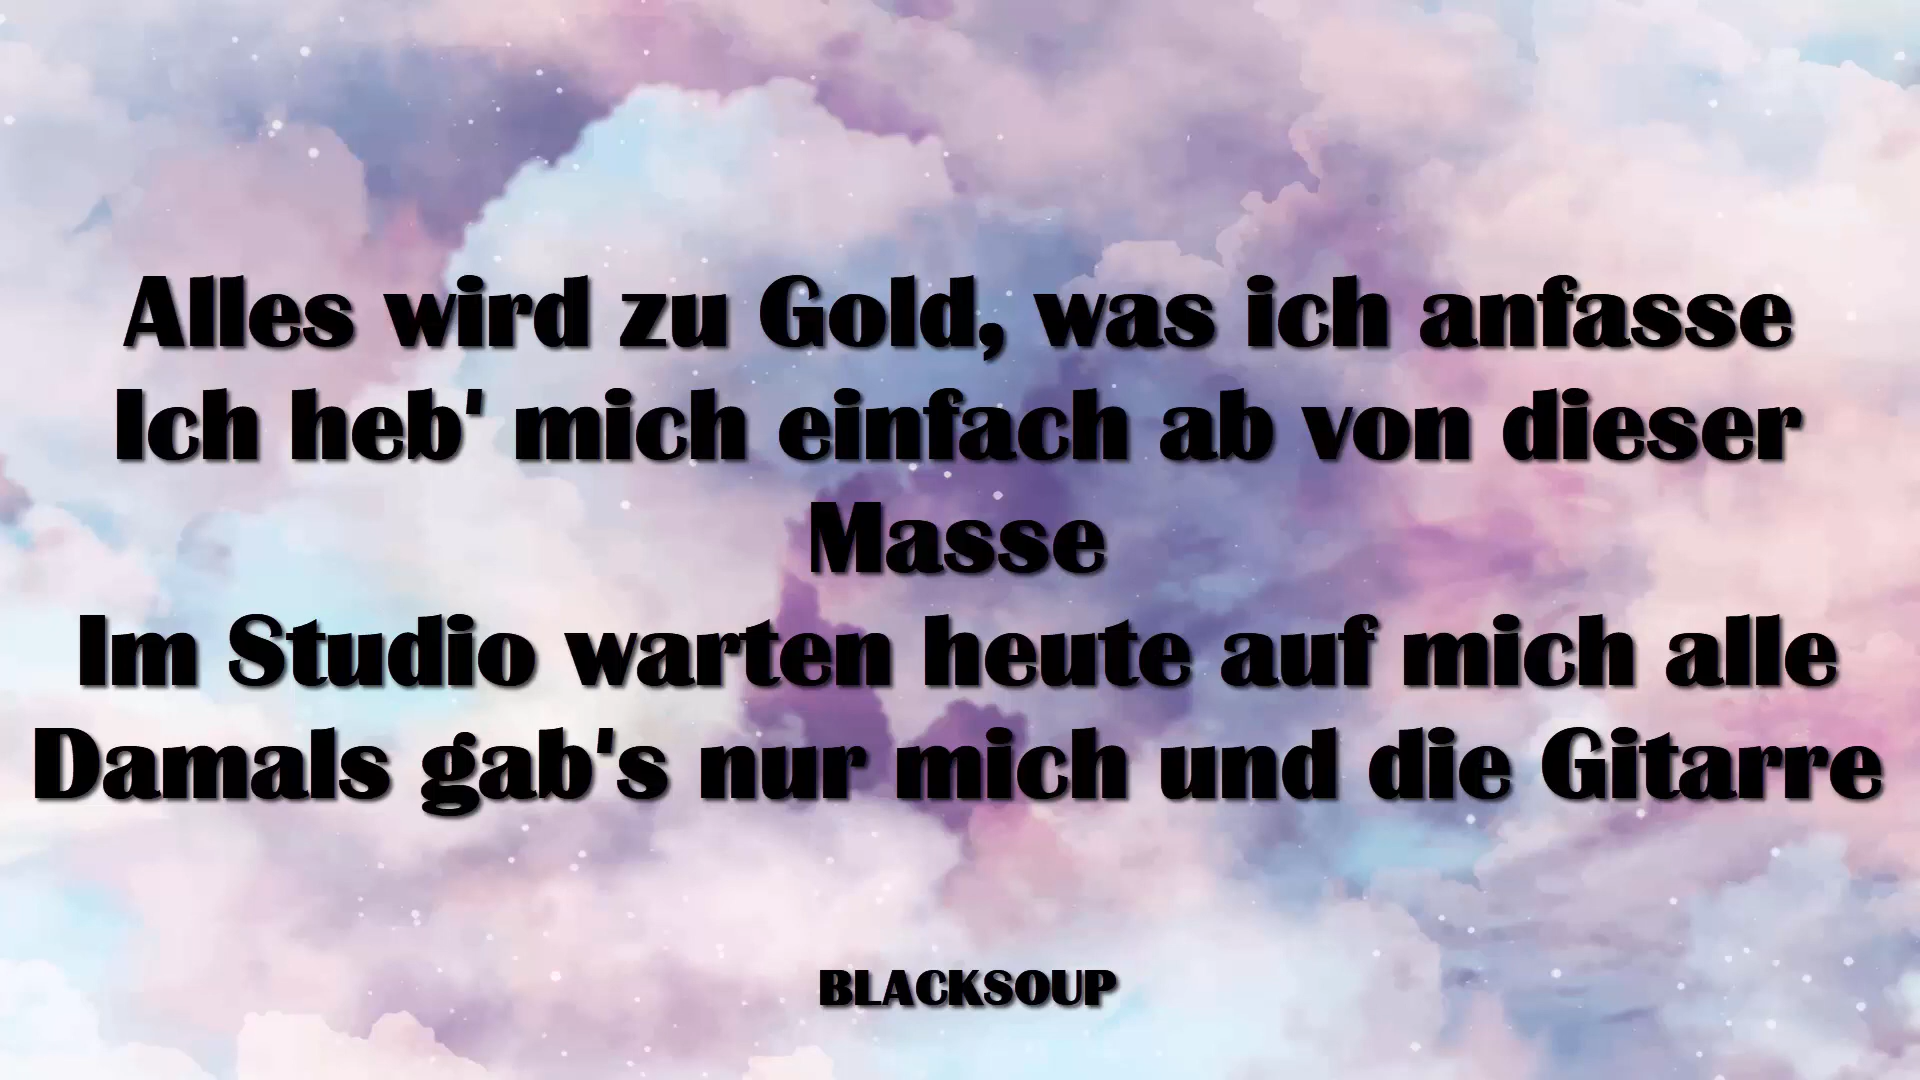 Alles wird zu Gold, was ich anfasse
Ich heb' mich einfach ab von dieser
Masse
Im Studio warten heute auf mich alle
Damals gab's nur mich und die Gitarre
BLACKSOUP